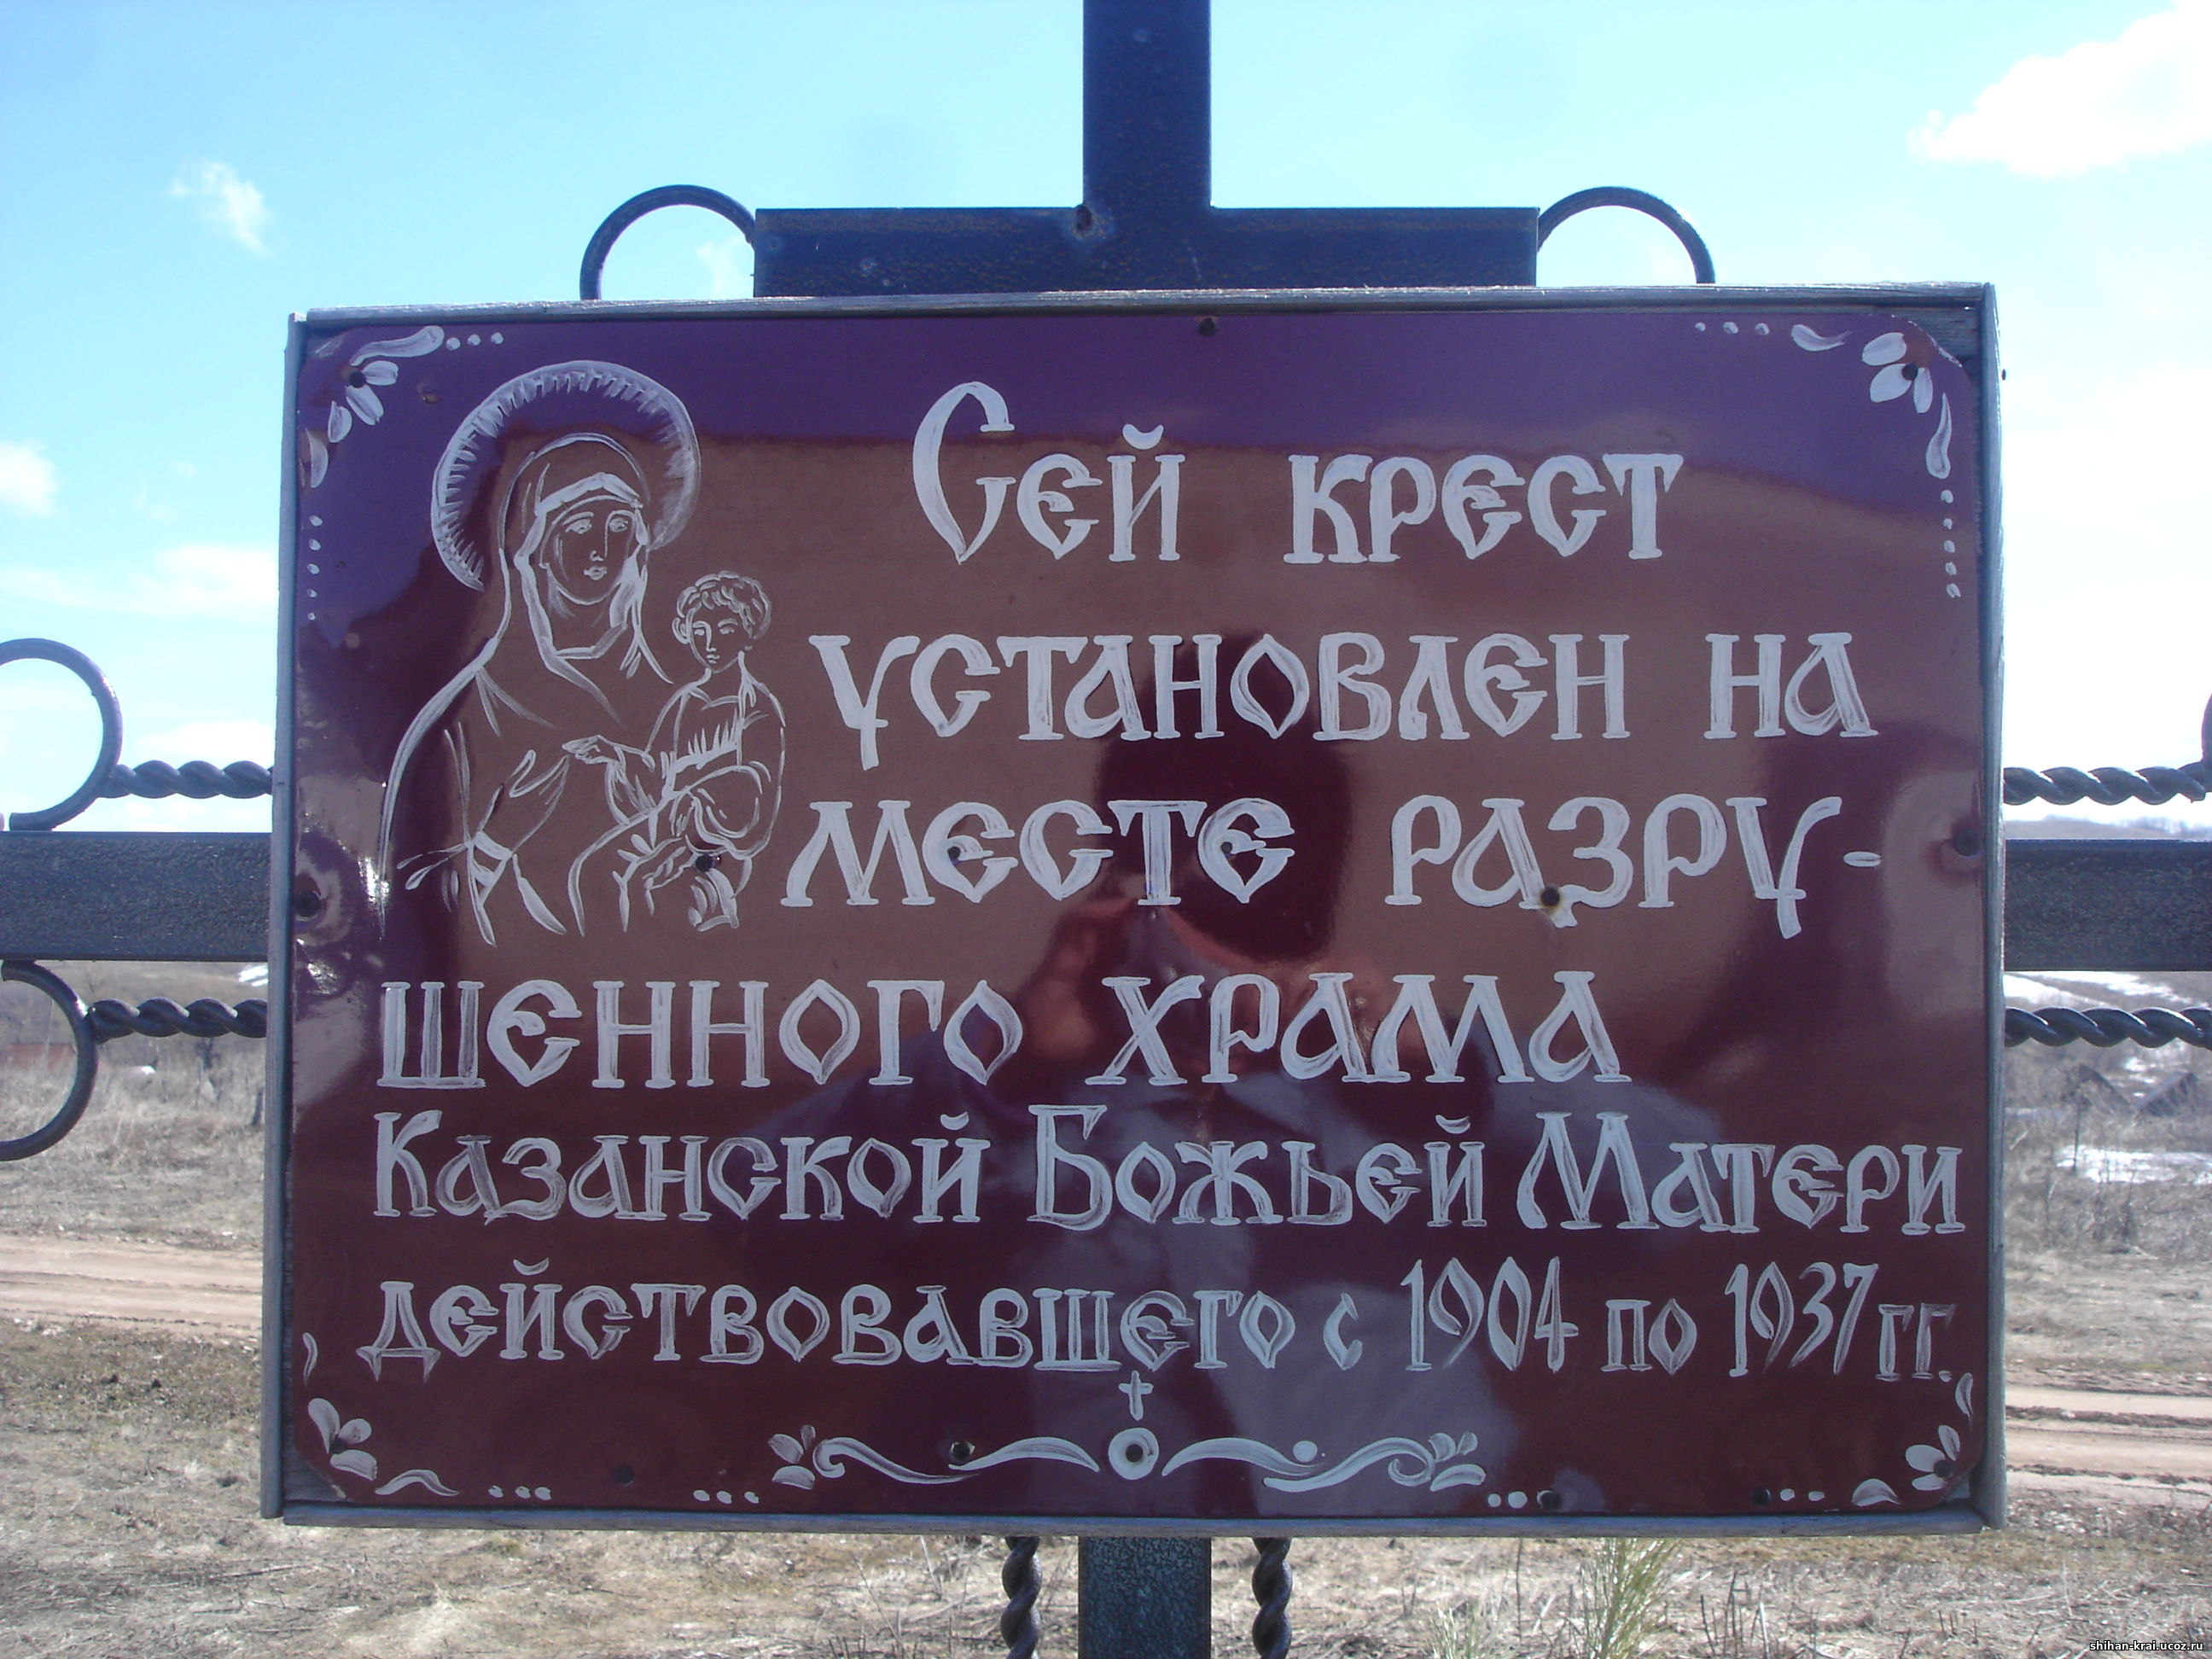 Сей крест
установлен на
месте разру-
шенного храма
Казанской Божьей Матери
действовавшего с 1904 по 1937 гг.
shihan-krai.ucoz.ru